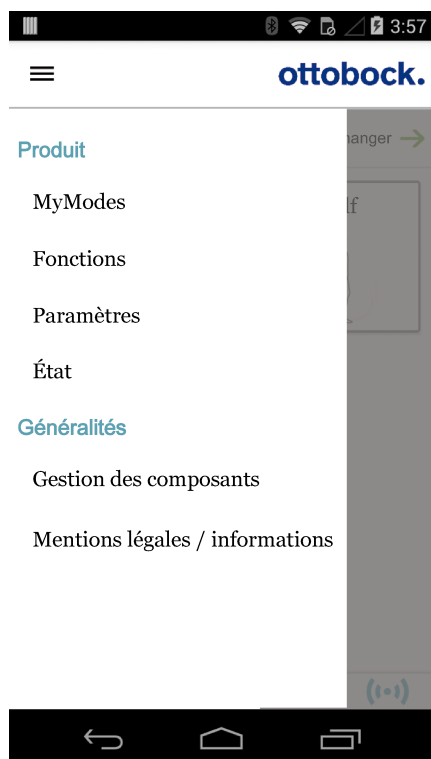 3:57
ottobock.
Produit
MyModes
Fonctions
Paramètres
État
Généralités
Gestion des composants
Mentions légales / informations